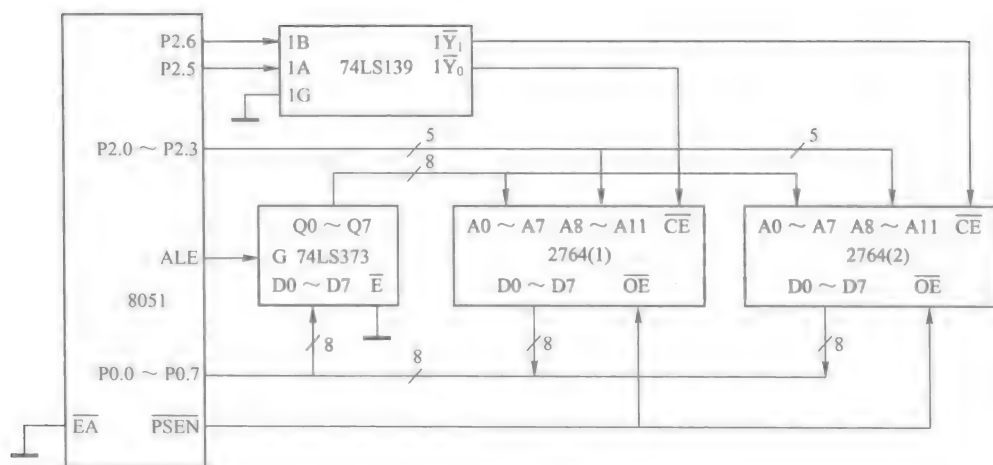 P2.6
1B
1Y̅1
P2.5
1A
74LS139
1Y̅0
1G
P2.0 ~ P2.3
5
5
8
Q0 ~ Q7
A0 ~ A7 A8 ~ A11 C̅E̅
A0 ~ A7 A8 ~ A11 C̅E̅
ALE
G 74LS373
2764(1)
2764(2)
D0 ~ D7 E̅
D0 ~ D7 O̅E̅
D0 ~ D7 O̅E̅
8051
8
8
8
8
P0.0 ~ P0.7
E̅A̅
P̅S̅E̅N̅